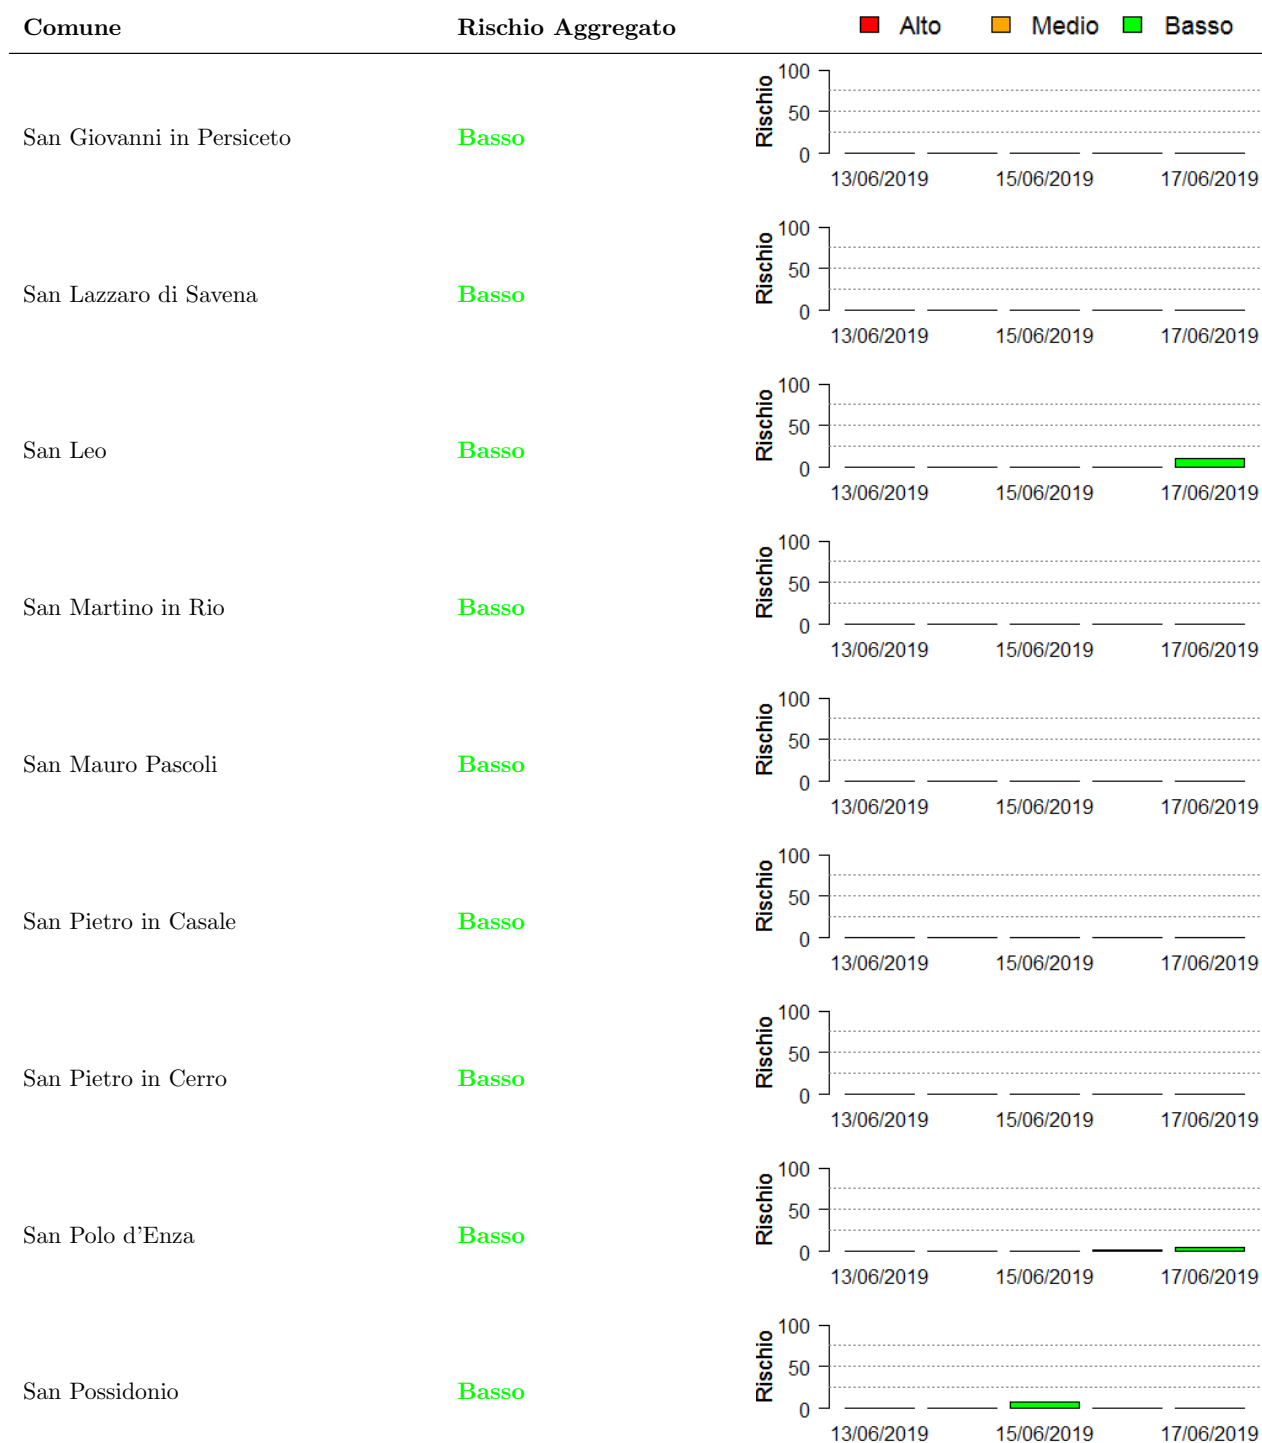 Comune Rischio Aggregato Alto Medio Basso
100
50
0
Rischio
San Giovanni in Persiceto Basso
13/06/2019 15/06/2019 17/06/2019
100
50
0
Rischio
San Lazzaro di Savena Basso
13/06/2019 15/06/2019 17/06/2019
100
50
0
Rischio
San Leo Basso
13/06/2019 15/06/2019 17/06/2019
100
50
0
Rischio
San Martino in Rio Basso
13/06/2019 15/06/2019 17/06/2019
100
50
0
Rischio
San Mauro Pascoli Basso
13/06/2019 15/06/2019 17/06/2019
100
50
0
Rischio
San Pietro in Casale Basso
13/06/2019 15/06/2019 17/06/2019
100
50
0
Rischio
San Pietro in Cerro Basso
13/06/2019 15/06/2019 17/06/2019
100
50
0
Rischio
San Polo d'Enza Basso
13/06/2019 15/06/2019 17/06/2019
100
50
0
Rischio
San Possidonio Basso
13/06/2019 15/06/2019 17/06/2019